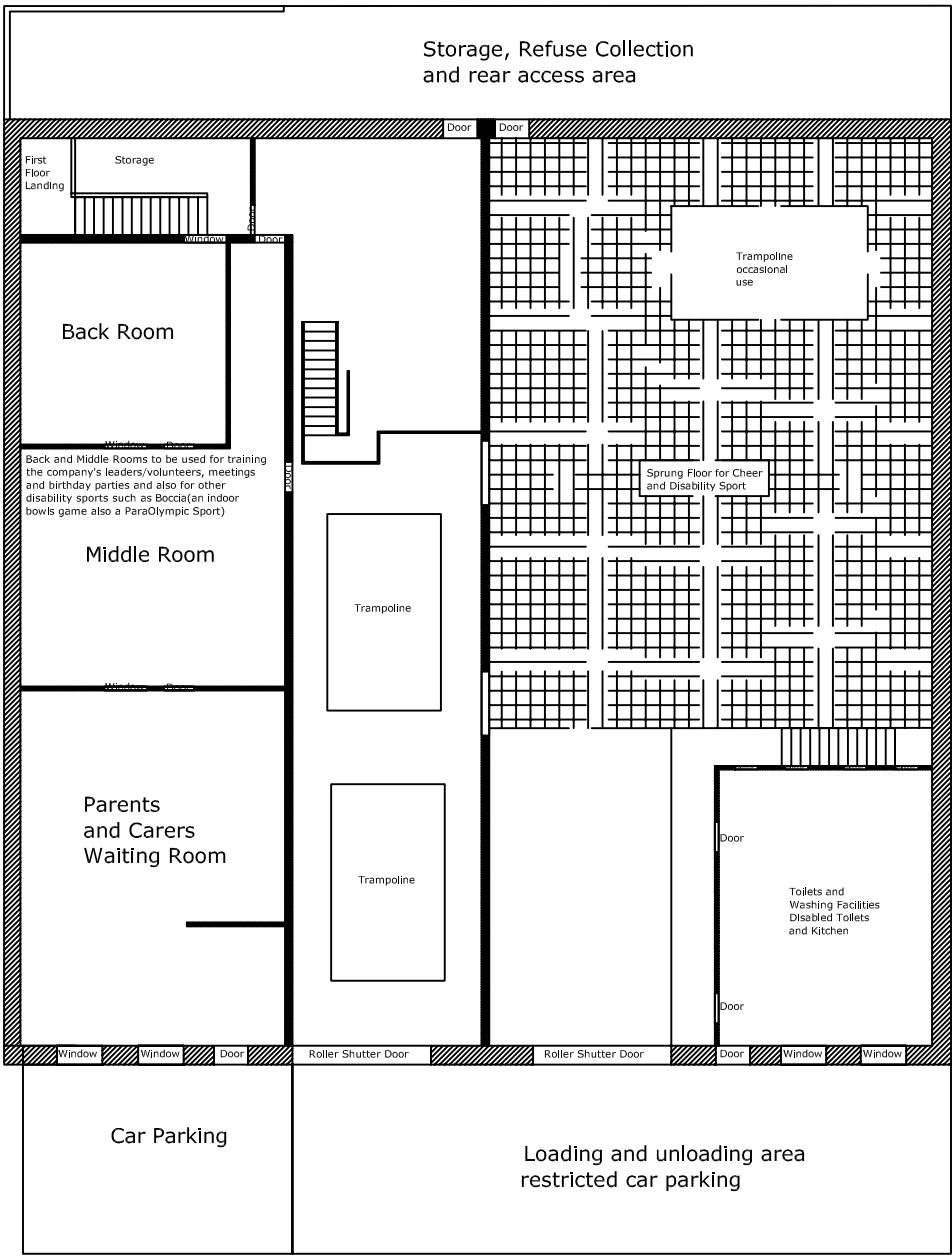 Storage, Refuse Collection
and rear access area
Door
Door
First
Floor
Landing
Storage
Door
Window
Door
Trampoline
occasional
use
Back Room
Window
Door
Back and Middle Rooms to be used for training
the company's leaders/volunteers, meetings
and birthday parties and also for other
disability sports such as Boccia(an indoor
bowls game also a ParaOlympic Sport)
Door
Sprung Floor for Cheer
and Disability Sport
Middle Room
Trampoline
Window
Door
Parents
and Carers
Waiting Room
Door
Trampoline
Toilets and
Washing Facilities
Disabled Toilets
and Kitchen
Door
Window
Window
Door
Roller Shutter Door
Roller Shutter Door
Door
Window
Window
Car Parking
Loading and unloading area
restricted car parking